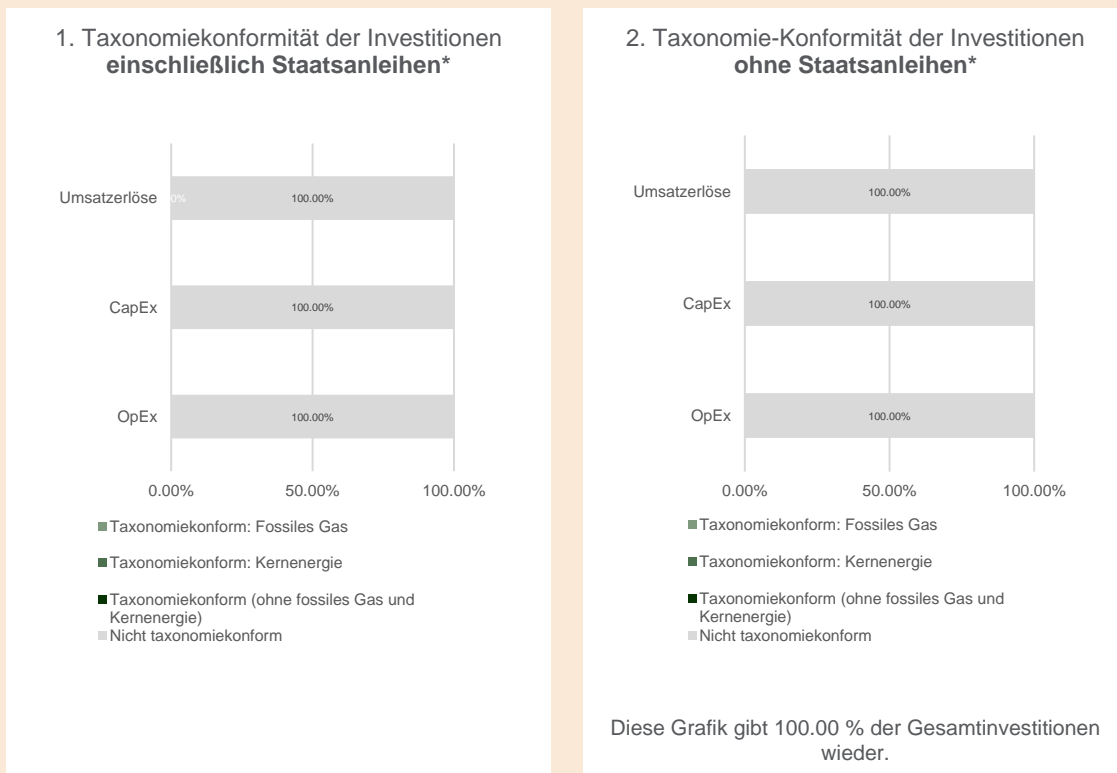 1. Taxonomiekonformität der Investitionen
einschließlich Staatsanleihen*
Umsatzerlöse
0%
100.00%
CapEx
100.00%
OpEx
100.00%
0.00%
50.00%
100.00%
Taxonomiekonform: Fossiles Gas
Taxonomiekonform: Kernenergie
Taxonomiekonform (ohne fossiles Gas und
Kernenergie)
Nicht taxonomiekonform
2. Taxonomie-Konformität der Investitionen
ohne Staatsanleihen*
Umsatzerlöse
100.00%
CapEx
100.00%
OpEx
100.00%
0.00%
50.00%
100.00%
Taxonomiekonform: Fossiles Gas
Taxonomiekonform: Kernenergie
Taxonomiekonform (ohne fossiles Gas und
Kernenergie)
Nicht taxonomiekonform
Diese Grafik gibt 100.00 % der Gesamtinvestitionen
wieder.